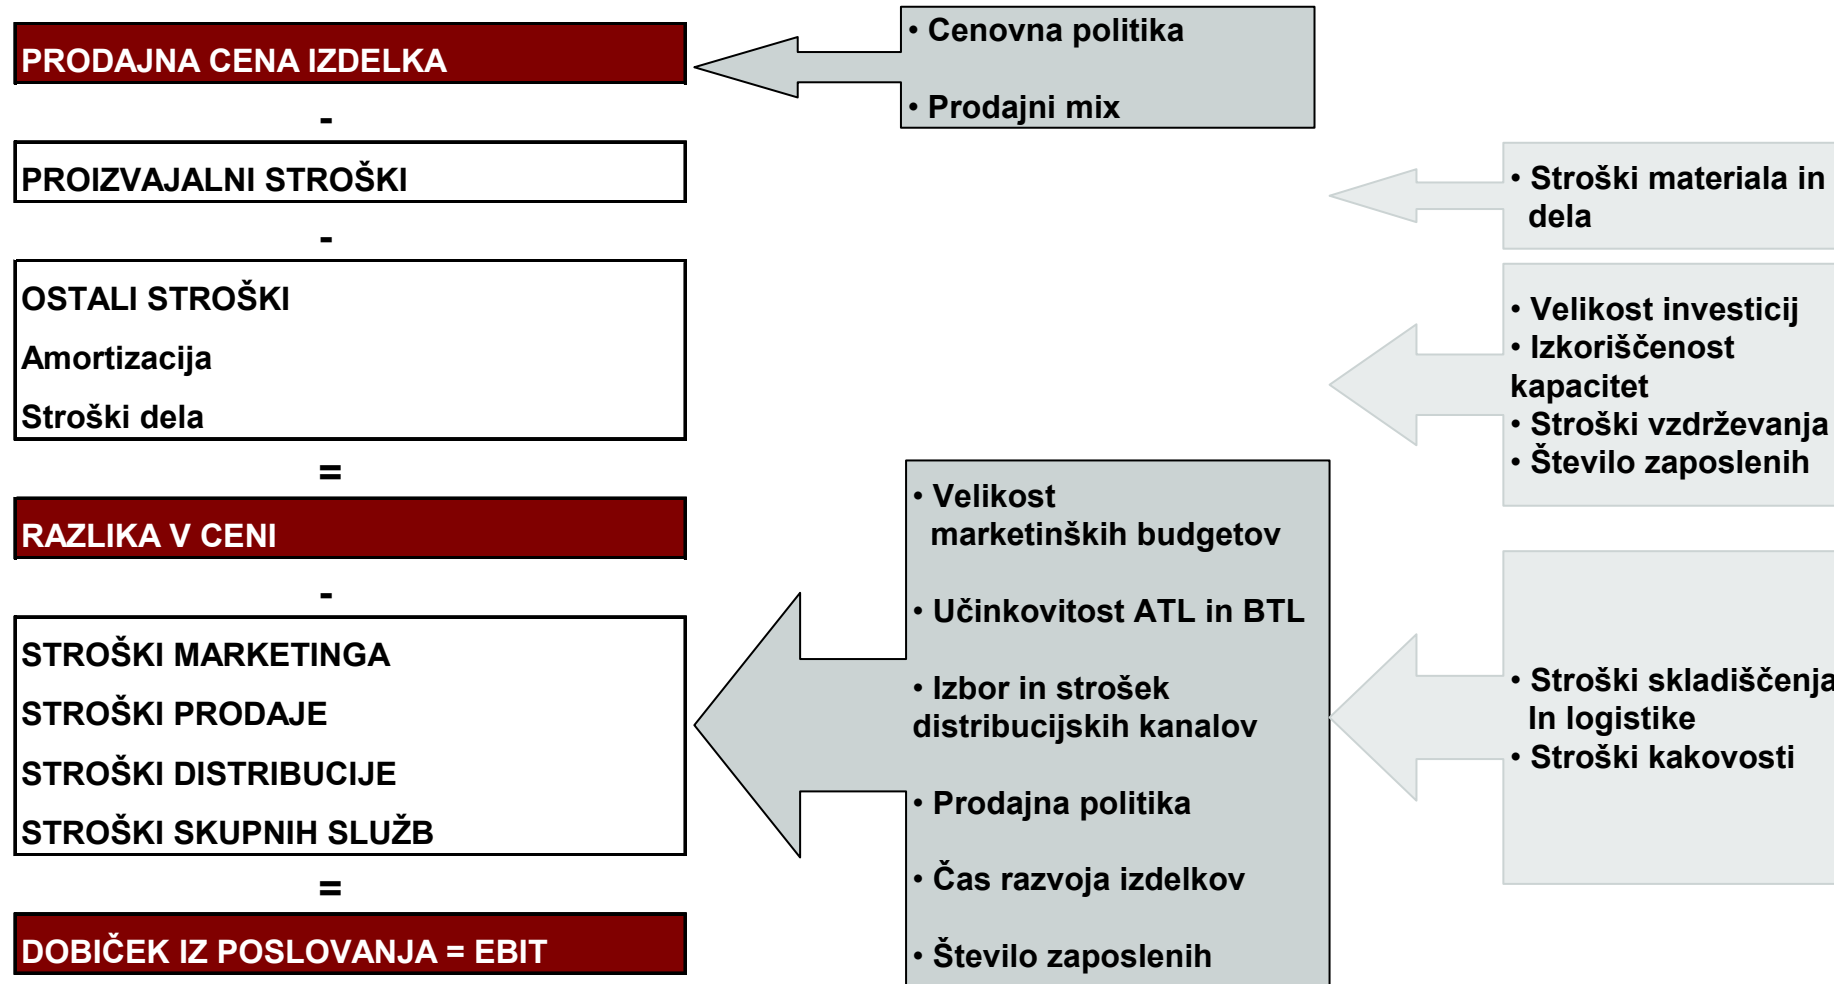 PRODAJNA CENA IZDELKA
-
PROIZVAJALNI STROŠKI
-
OSTALI STROŠKI
Amortizacija
Stroški dela
=
RAZLIKA V CENI
-
STROŠKI MARKETINGA
STROŠKI PRODAJE
STROŠKI DISTRIBUCIJE
STROŠKI SKUPNIH SLUŽB
=
DOBIČEK IZ POSLOVANJA = EBIT
• Cenovna politika
• Prodajni mix
• Velikost
marketinških budgetov
• Učinkovitost ATL in BTL
• Izbor in strošek
distribucijskih kanalov
• Prodajna politika
• Čas razvoja izdelkov
• Število zaposlenih
• Stroški materiala in
dela
• Velikost investicij
• Izkoriščenost
kapacitet
• Stroški vzdrževanja
• Število zaposlenih
• Stroški skladiščenja
In logistike
• Stroški kakovosti